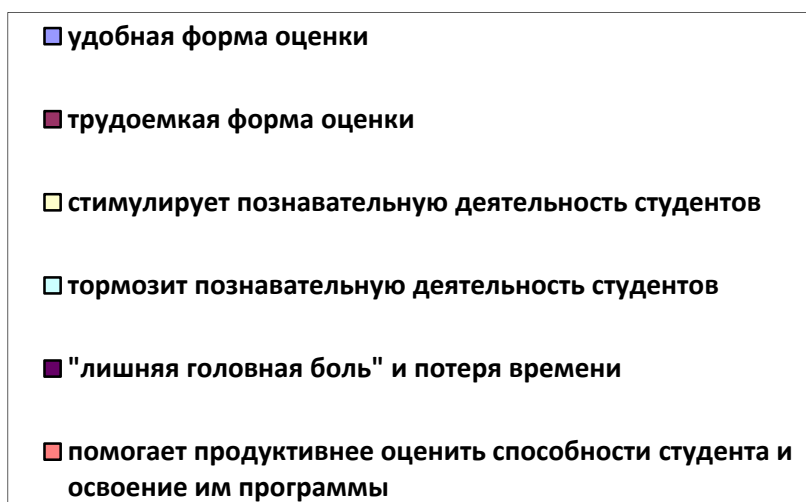 удобная форма оценки
трудоемкая форма оценки
стимулирует познавательную деятельность студентов
тормозит познавательную деятельность студентов
"лишняя головная боль" и потеря времени
помогает продуктивнее оценить способности студента и
освоение им программы